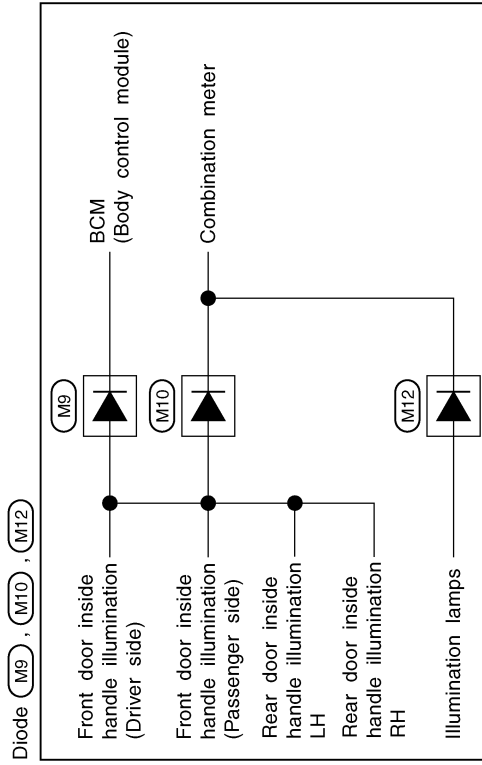 Diode M9 , M10 , M12
Front door inside
handle illumination
(Driver side)
M9
BCM
(Body control module)
Front door inside
handle illumination
(Passenger side)
M10
Combination meter
Rear door inside
handle illumination
LH
Rear door inside
handle illumination
RH
Illumination lamps
M12